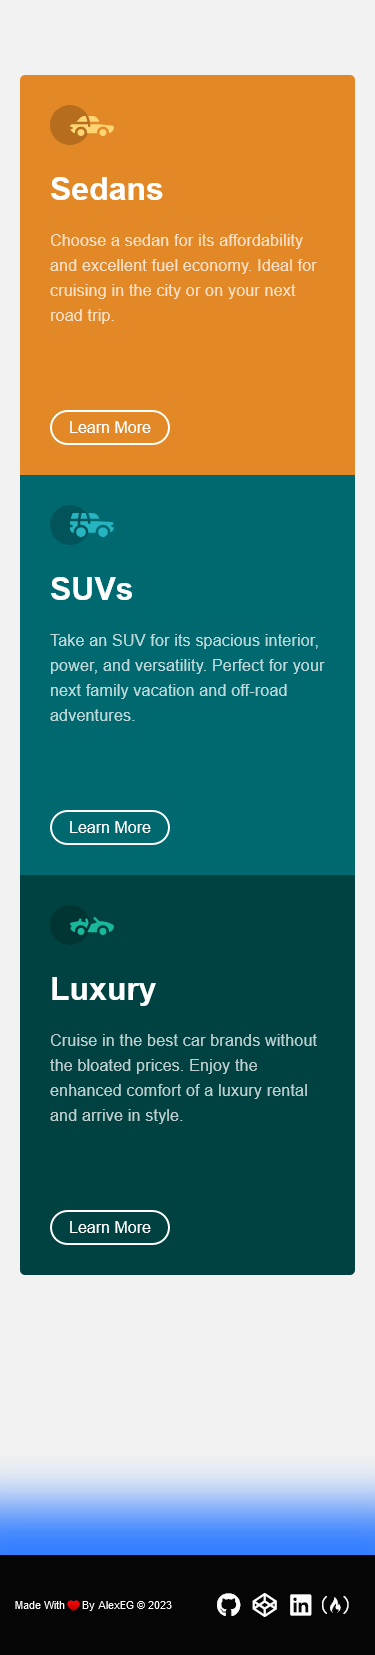 Sedans
Choose a sedan for its affordability
and excellent fuel economy. Ideal for
cruising in the city or on your next
road trip.
Learn More
SUVs
Take an SUV for its spacious interior,
power, and versatility. Perfect for your
next family vacation and off-road
adventures.
Learn More
Luxury
Cruise in the best car brands without
the bloated prices. Enjoy the
enhanced comfort of a luxury rental
and arrive in style.
Learn More
Made With ❤ By AlexEG © 2023